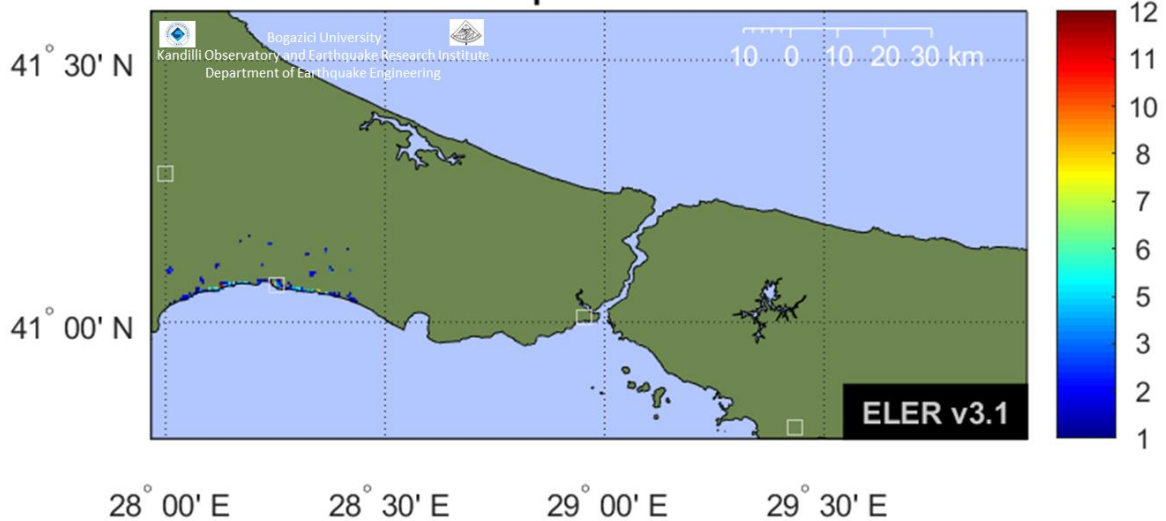 Bogazici University
Kandilli Observatory and Earthquake Research Institute
Department of Earthquake Engineering
10 0 10 20 30 km
41° 30' N
41° 00' N
ELER v3.1
28° 00' E 28° 30' E 29° 00' E 29° 30' E
12
11
10
8
7
6
5
3
2
1